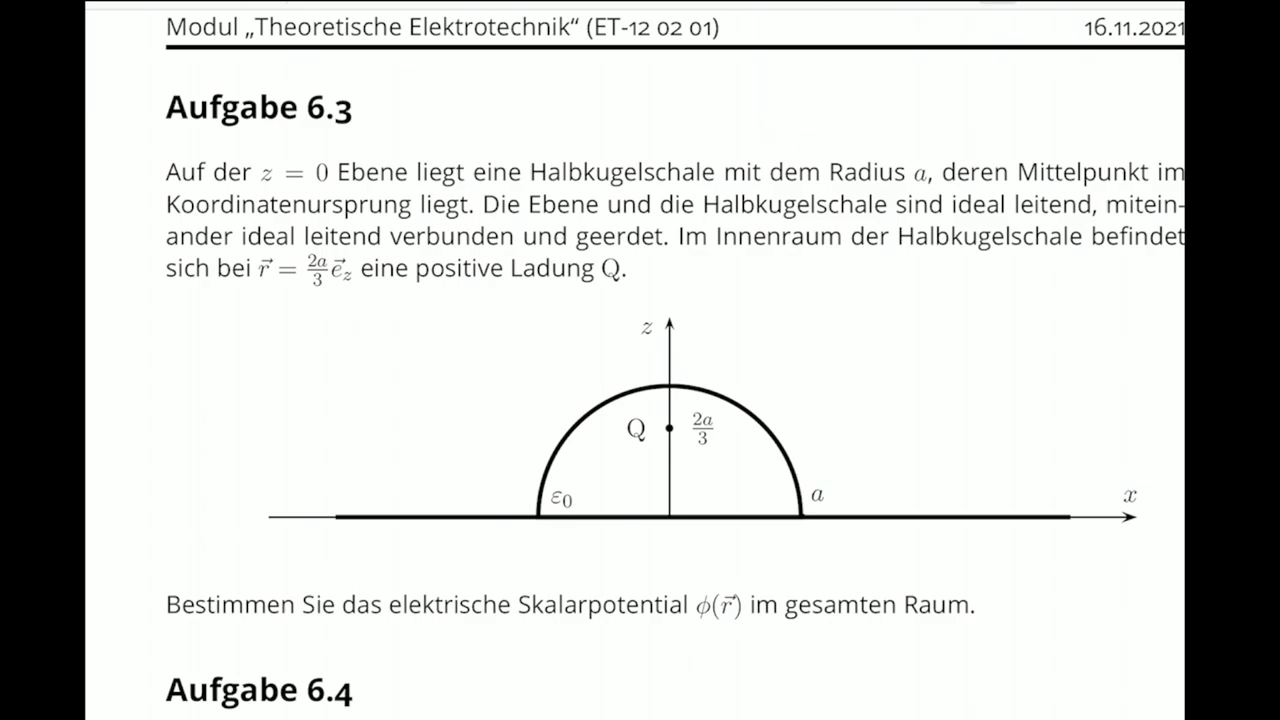 Modul „Theoretische Elektrotechnik“ (ET-12 02 01) 16.11.2021
Aufgabe 6.3
Auf der z = 0 Ebene liegt eine Halbkugelschale mit dem Radius a, deren Mittelpunkt im
Koordinatenursprung liegt. Die Ebene und die Halbkugelschale sind ideal leitend, mitein-
ander ideal leitend verbunden und geerdet. Im Innenraum der Halbkugelschale befindet
sich bei r⃗ = 2a/3 e⃗_z eine positive Ladung Q.
z
Q 2a/3
ε₀ a x
Bestimmen Sie das elektrische Skalarpotential ϕ(r⃗) im gesamten Raum.
Aufgabe 6.4